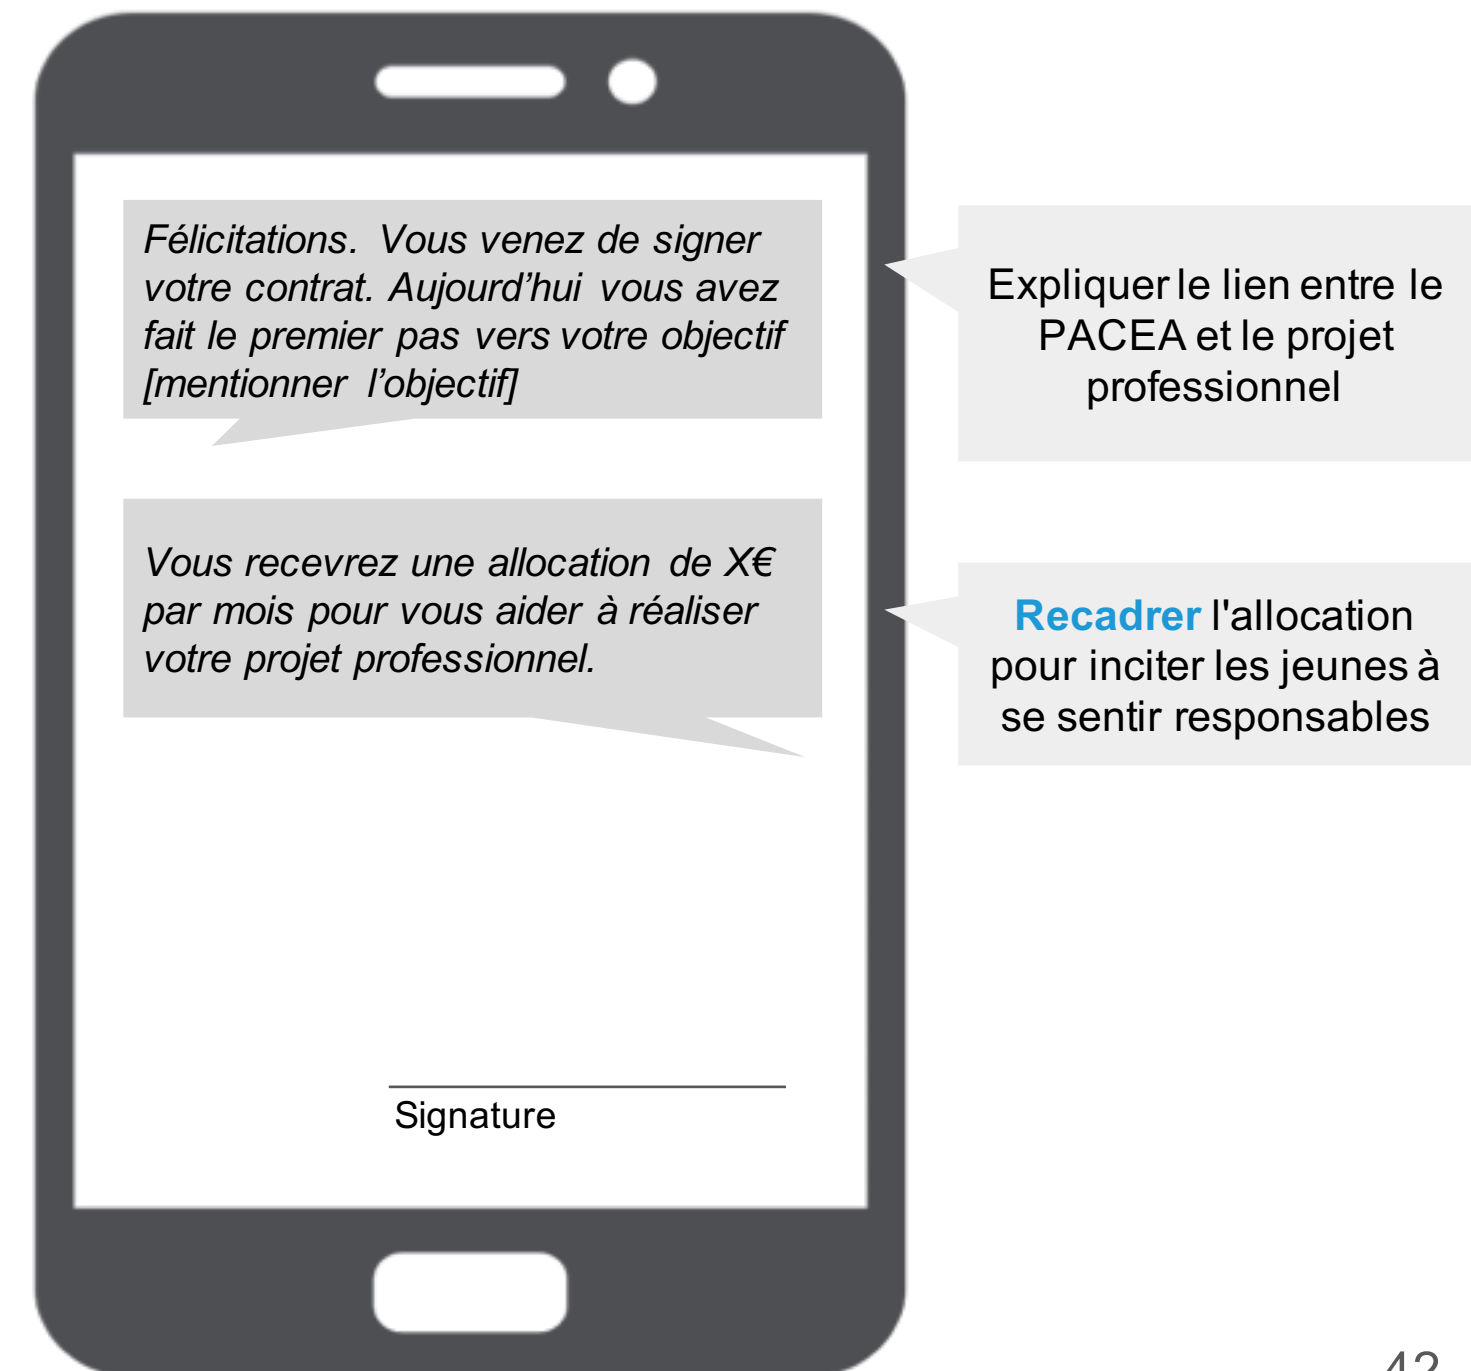 Félicitations. Vous venez de signer
votre contrat. Aujourd’hui vous avez
fait le premier pas vers votre objectif
[mentionner l’objectif]
Expliquer le lien entre le
PACEA et le projet
professionnel
Vous recevrez une allocation de X€
par mois pour vous aider à réaliser
votre projet professionnel.
Recadrer l'allocation
pour inciter les jeunes à
se sentir responsables
Signature
42